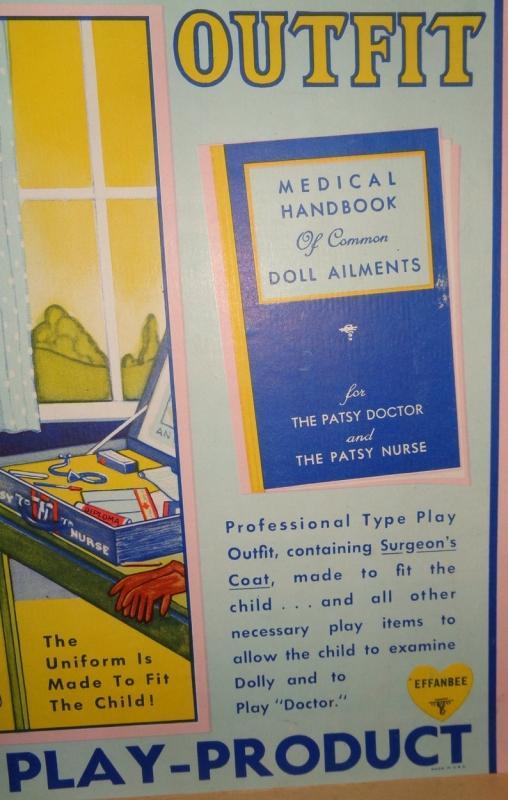 OUTFIT
MEDICAL
HANDBOOK
Of Common
DOLL AILMENTS
for
THE PATSY DOCTOR
and
THE PATSY NURSE
AN
DIPLOMA
NURSE
The
Uniform Is
Made To Fit
The Child!
Professional Type Play
Outfit, containing Surgeon's
Coat, made to fit the
child . . . and all other
necessary play items to
allow the child to examine
Dolly and to
Play "Doctor."
EFFANBEE
PLAY-PRODUCT
MADE IN U.S.A.